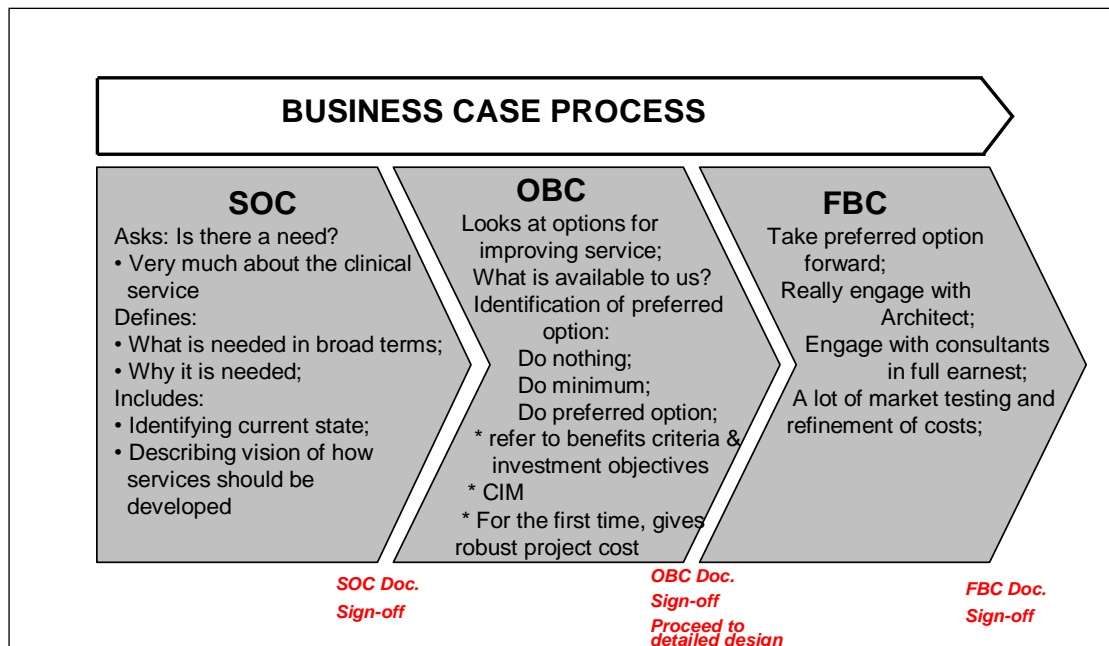 BUSINESS CASE PROCESS
SOC
Asks: Is there a need?
• Very much about the clinical
service
Defines:
• What is needed in broad terms;
• Why it is needed;
Includes:
• Identifying current state;
• Describing vision of how
services should be
developed
SOC Doc.
Sign-off
OBC
Looks at options for
improving service;
What is available to us?
Identification of preferred
option:
Do nothing;
Do minimum;
Do preferred option;
* refer to benefits criteria &
investment objectives
* CIM
* For the first time, gives
robust project cost
OBC Doc.
Sign-off
Proceed to
detailed design
FBC
Take preferred option
forward;
Really engage with
Architect;
Engage with consultants
in full earnest;
A lot of market testing and
refinement of costs;
FBC Doc.
Sign-off